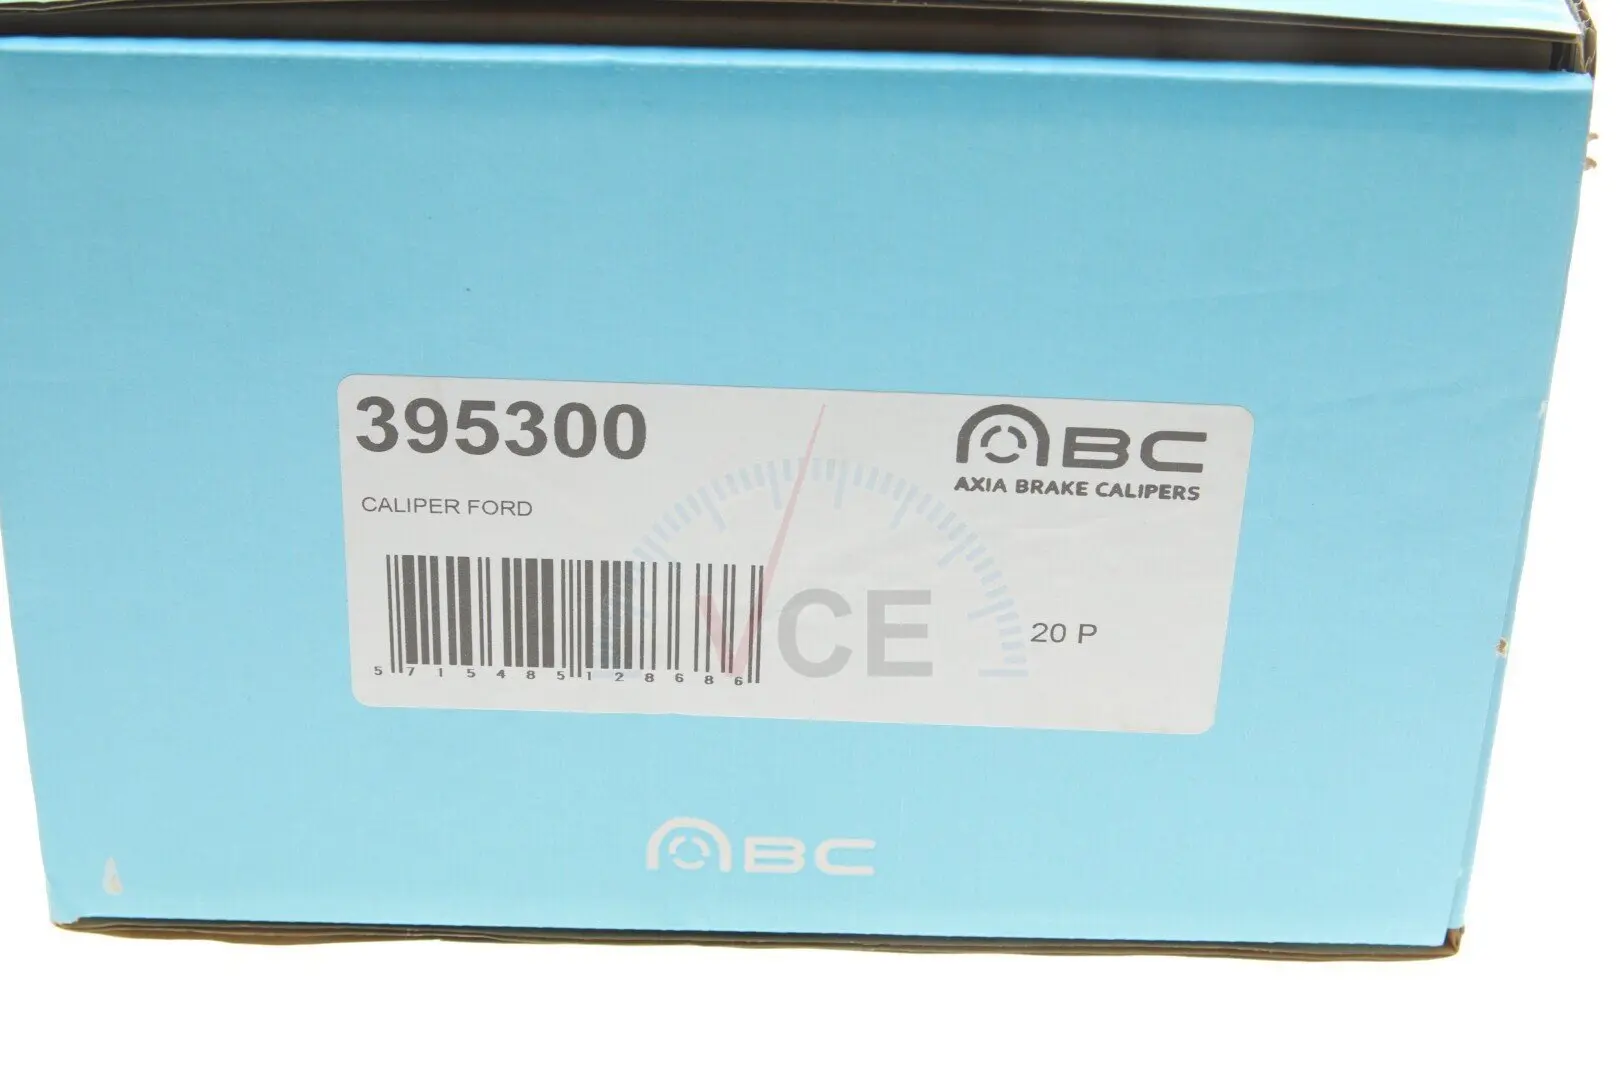 395300
ABC
AXIA BRAKE CALIPERS
CALIPER FORD
VCE
20 P
5715485128686
ABC